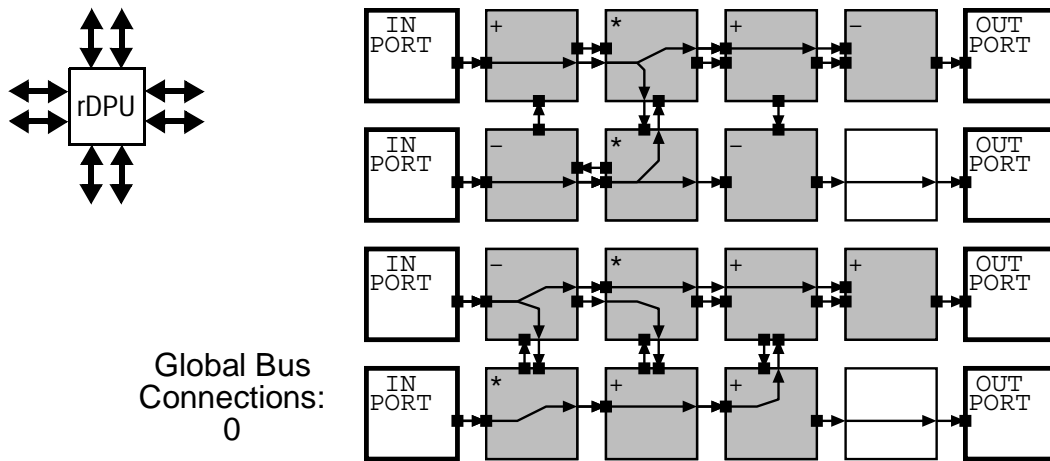 IN
PORT
+
*
+
−
OUT
PORT
rDPU
IN
PORT
−
*
−
OUT
PORT
IN
PORT
−
*
+
+
OUT
PORT
Global Bus
Connections:
0
IN
PORT
*
+
+
OUT
PORT